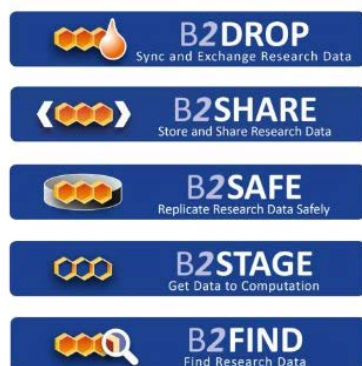 B2DROP
Sync and Exchange Research Data
B2SHARE
Store and Share Research Data
B2SAFE
Replicate Research Data Safely
B2STAGE
Get Data to Computation
B2FIND
Find Research Data